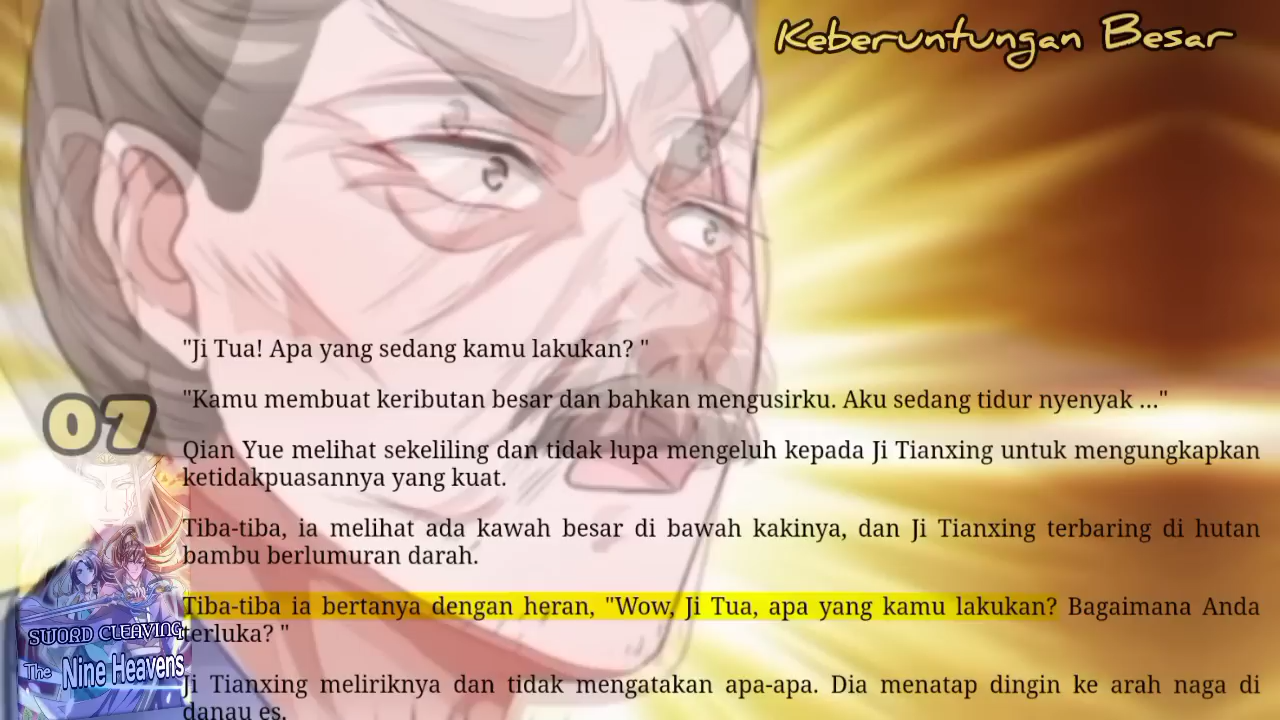 Keberuntungan Besar
"Ji Tua! Apa yang sedang kamu lakukan? "
"Kamu membuat keributan besar dan bahkan mengusirku. Aku sedang tidur nyenyak ..."
07
Qian Yue melihat sekeliling dan tidak lupa mengeluh kepada Ji Tianxing untuk mengungkapkan
ketidakpuasannya yang kuat.
Tiba-tiba, ia melihat ada kawah besar di bawah kakinya, dan Ji Tianxing terbaring di hutan
bambu berlumuran darah.
Tiba-tiba ia bertanya dengan heran, "Wow, Ji Tua, apa yang kamu lakukan? Bagaimana Anda
terluka? "
SWORD CLEAVING
The Nine Heavens
Ji Tianxing meliriknya dan tidak mengatakan apa-apa. Dia menatap dingin ke arah naga di
danau es.